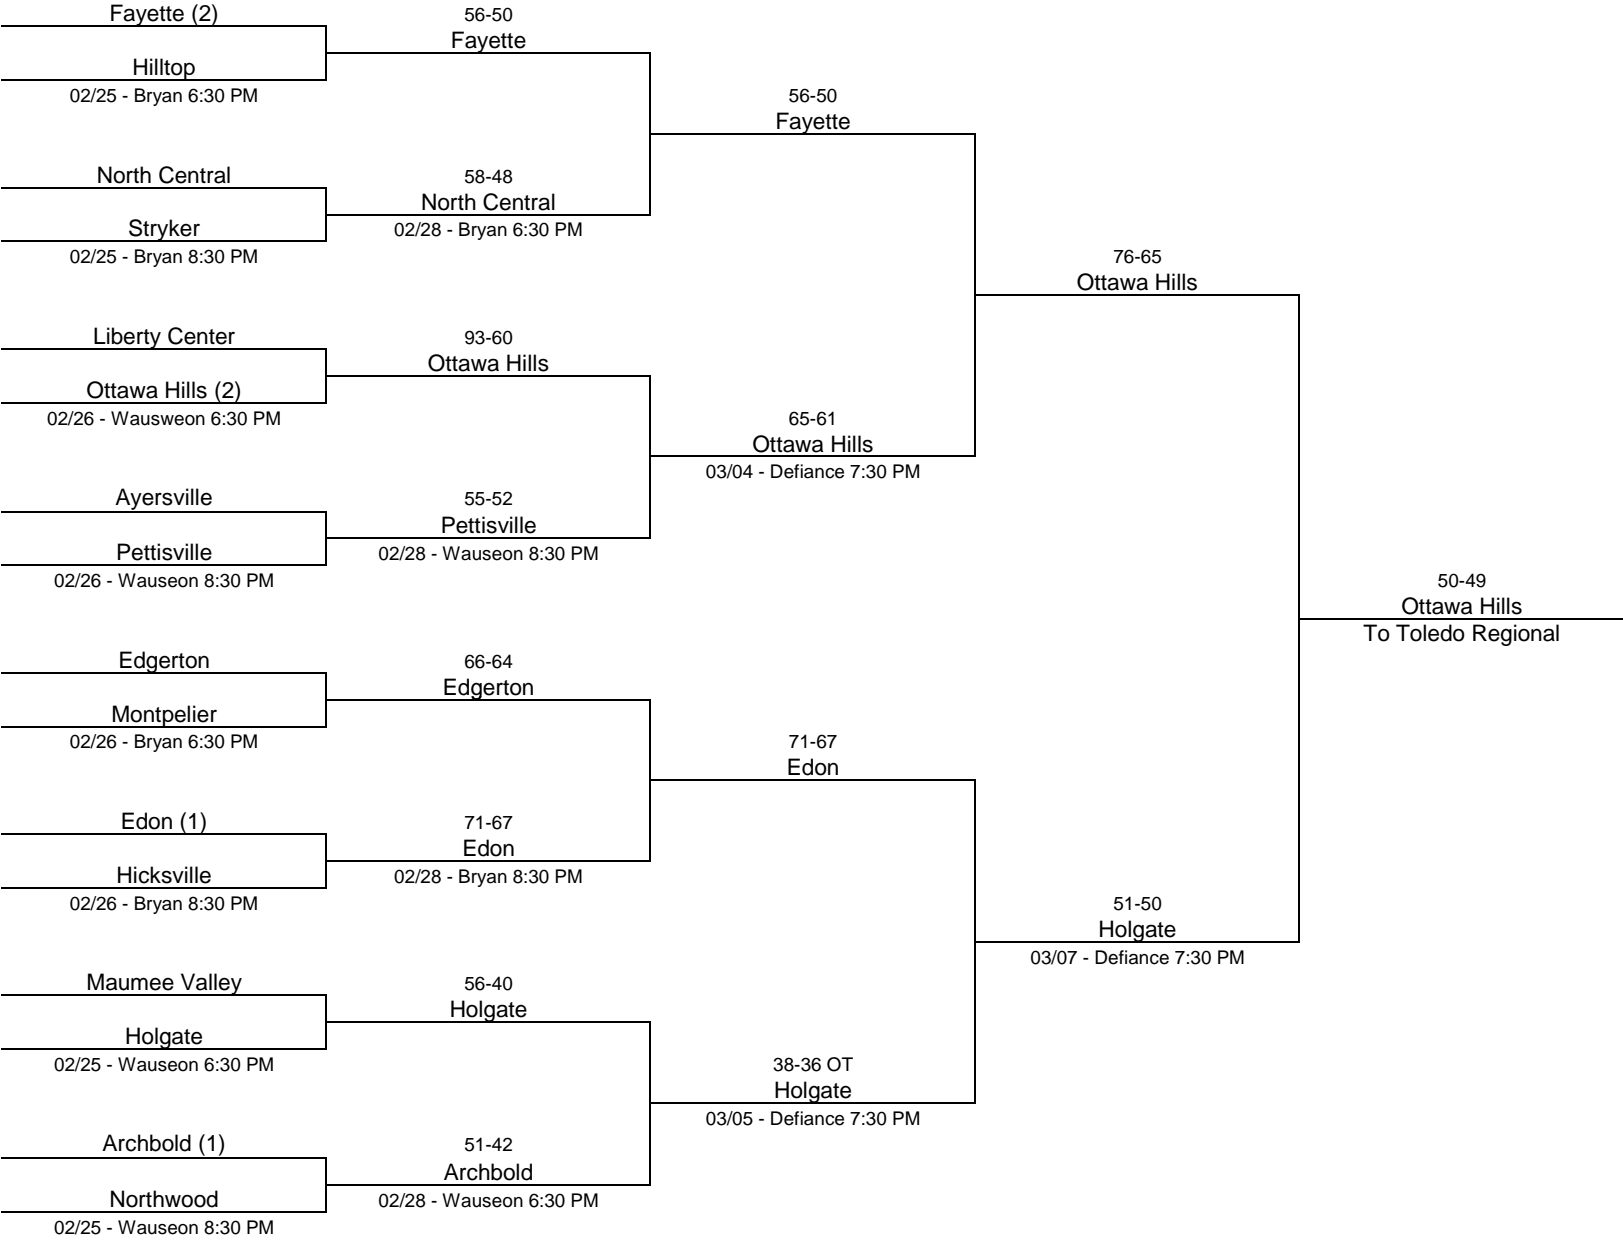 Fayette (2)
Hilltop
02/25 - Bryan 6:30 PM
North Central
Stryker
02/25 - Bryan 8:30 PM
Liberty Center
Ottawa Hills (2)
02/26 - Wausweon 6:30 PM
Ayersville
Pettisville
02/26 - Wauseon 8:30 PM
Edgerton
Montpelier
02/26 - Bryan 6:30 PM
Edon (1)
Hicksville
02/26 - Bryan 8:30 PM
Maumee Valley
Holgate
02/25 - Wauseon 6:30 PM
Archbold (1)
Northwood
02/25 - Wauseon 8:30 PM
56-50
Fayette
58-48
North Central
02/28 - Bryan 6:30 PM
93-60
Ottawa Hills
55-52
Pettisville
02/28 - Wauseon 8:30 PM
66-64
Edgerton
71-67
Edon
02/28 - Bryan 8:30 PM
56-40
Holgate
51-42
Archbold
02/28 - Wauseon 6:30 PM
56-50
Fayette
65-61
Ottawa Hills
03/04 - Defiance 7:30 PM
71-67
Edon
38-36 OT
Holgate
03/05 - Defiance 7:30 PM
76-65
Ottawa Hills
51-50
Holgate
03/07 - Defiance 7:30 PM
50-49
Ottawa Hills
To Toledo Regional